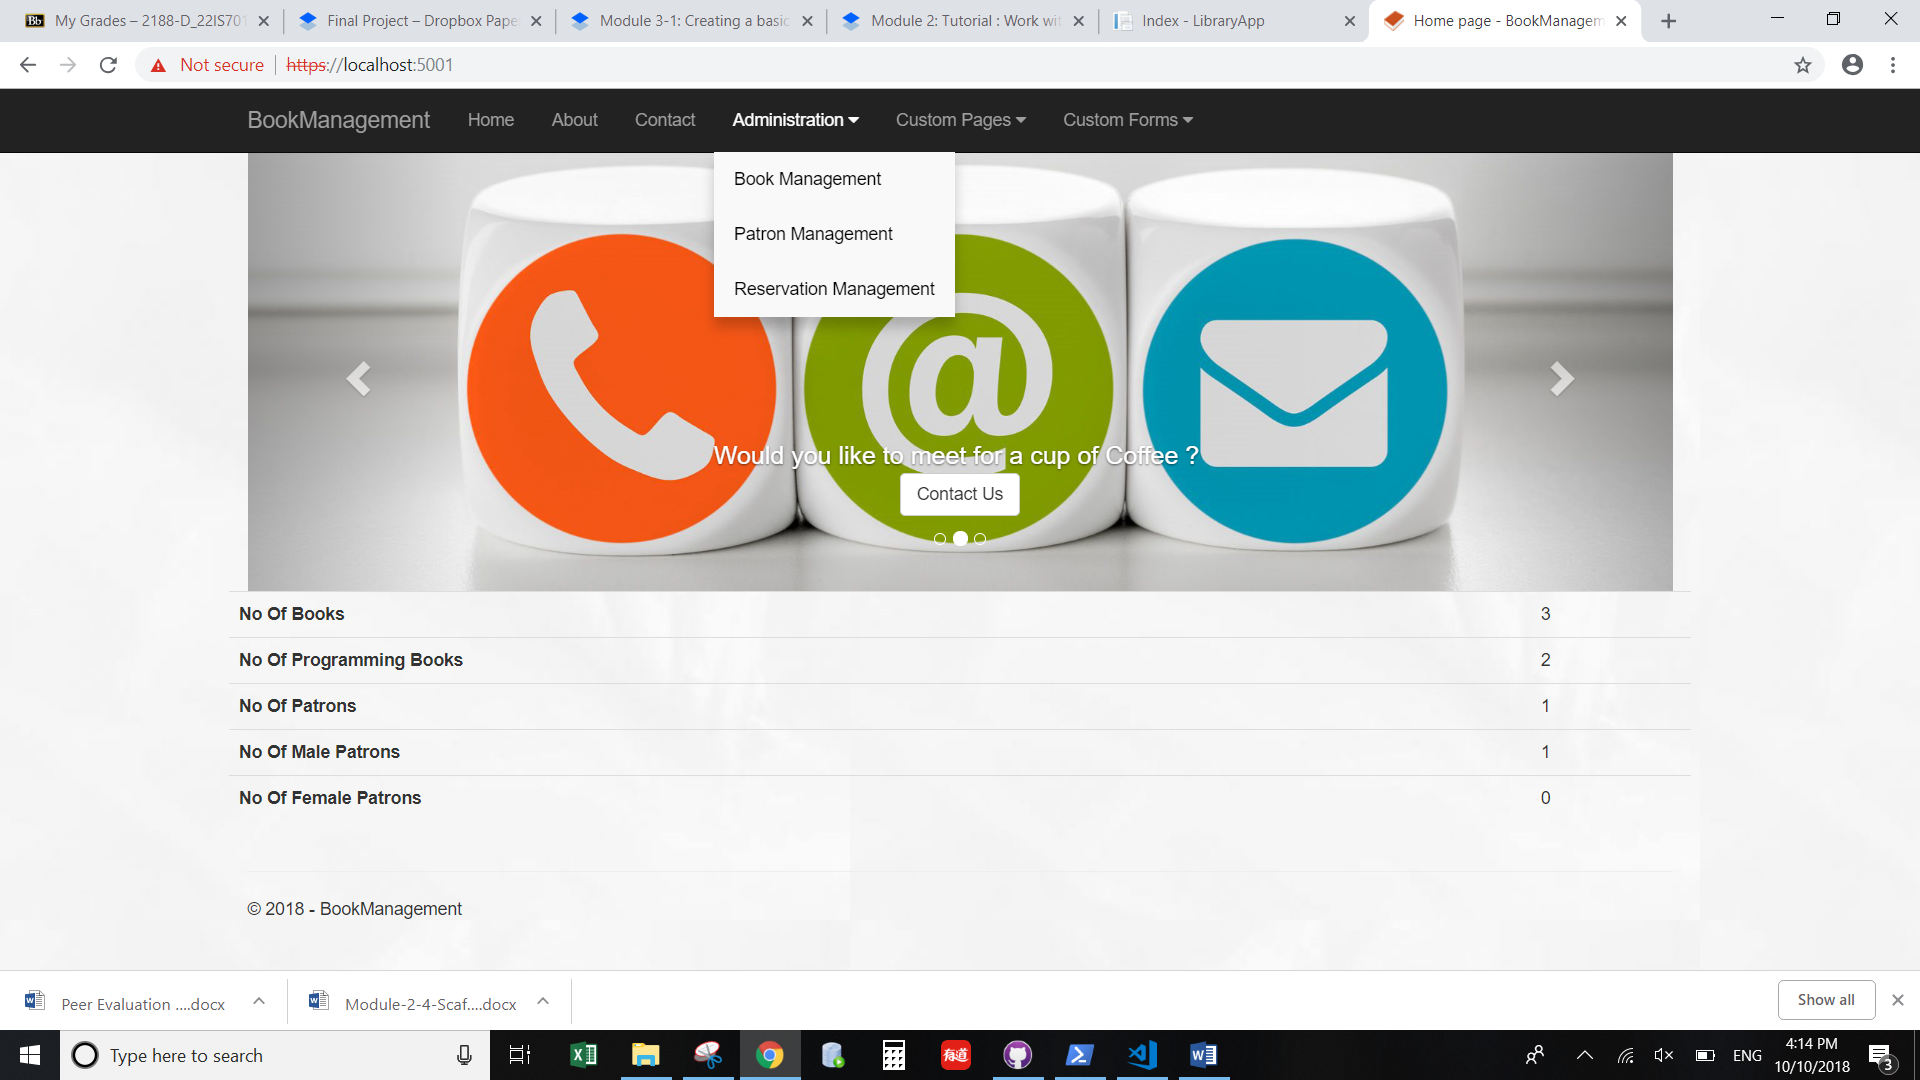 My Grades – 2188-D_22IS701
Final Project – Dropbox Pape
Module 3-1: Creating a basic
Module 2: Tutorial : Work wit
Index - LibraryApp
Home page - BookManagem
Not secure
https://localhost:5001
BookManagement
Home
About
Contact
Administration
Custom Pages
Custom Forms
Book Management
Patron Management
Reservation Management
@
Would you like to meet for a cup of Coffee ?
Contact Us
No Of Books 3
No Of Programming Books 2
No Of Patrons 1
No Of Male Patrons 1
No Of Female Patrons 0
© 2018 - BookManagement
Peer Evaluation ....docx
Module-2-4-Scaf....docx
Show all
Type here to search
有道
ENG
4:14 PM
10/10/2018
3